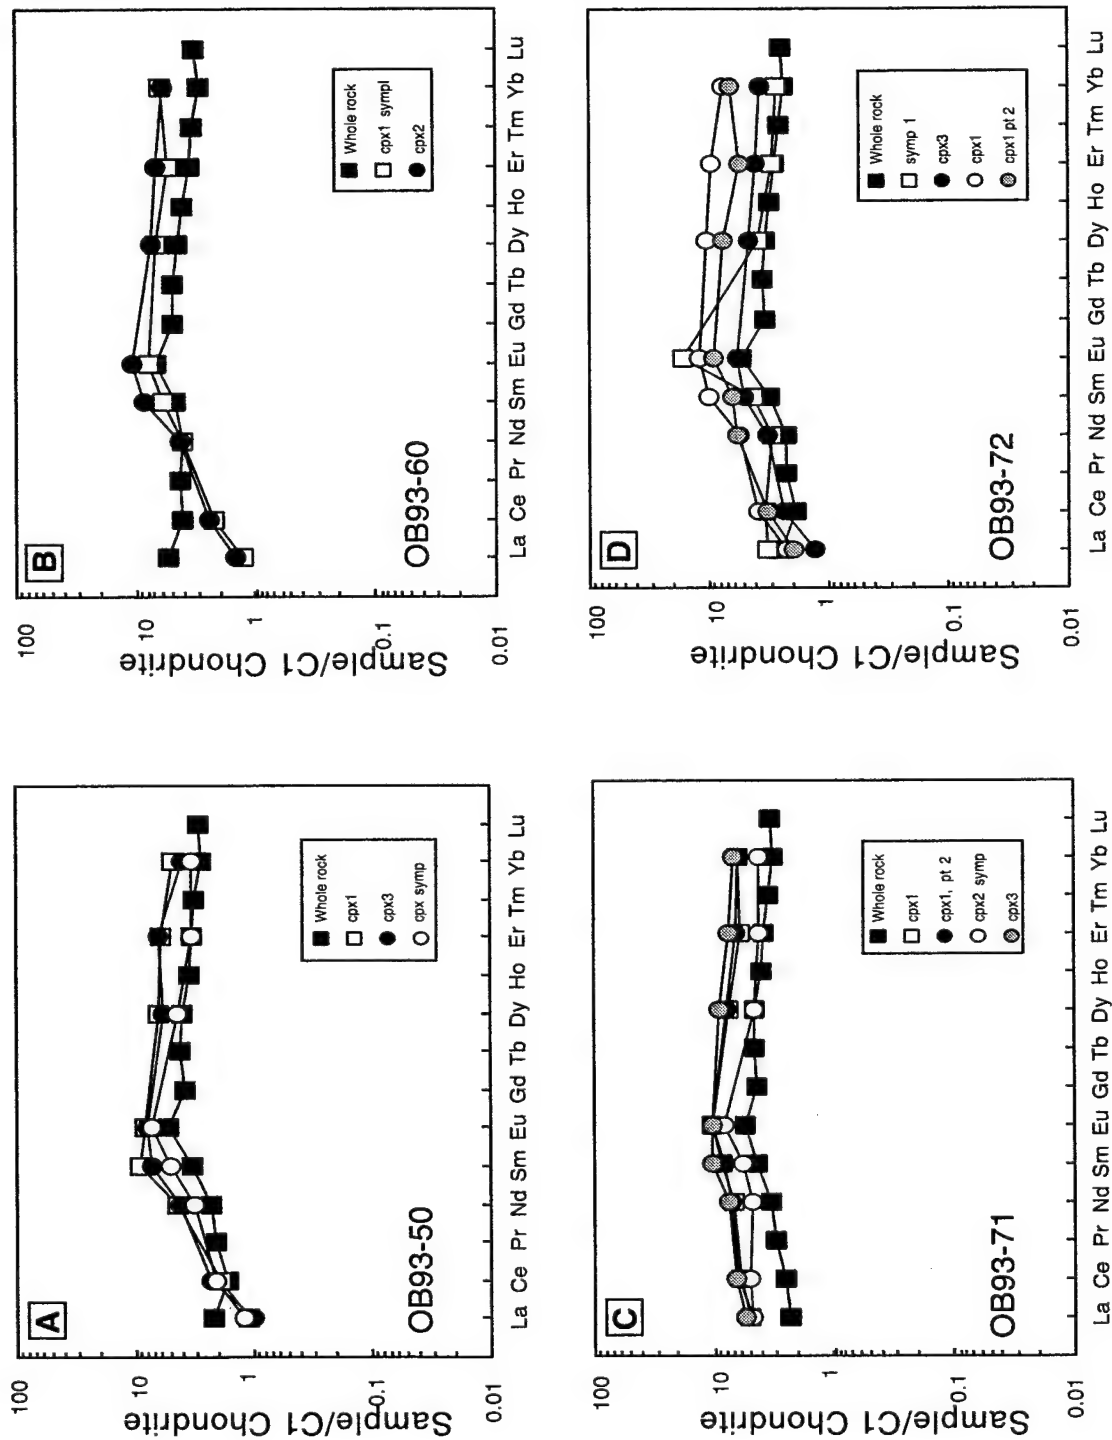 A
OB93-50
Whole rock
cpx1
cpx3
cpx symp
100
10
1
0.1
0.01
Sample/C1 Chondrite
La Ce Pr Nd Sm Eu Gd Tb Dy Ho Er Tm Yb Lu
B
OB93-60
Whole rock
cpx1 sympl
cpx2
100
10
1
0.1
0.01
Sample/C1 Chondrite
La Ce Pr Nd Sm Eu Gd Tb Dy Ho Er Tm Yb Lu
C
OB93-71
Whole rock
cpx1
cpx1, pt 2
cpx2 symp
cpx3
100
10
1
0.1
0.01
Sample/C1 Chondrite
La Ce Pr Nd Sm Eu Gd Tb Dy Ho Er Tm Yb Lu
D
OB93-72
Whole rock
symp 1
cpx3
cpx1
cpx1 pt 2
100
10
1
0.1
0.01
Sample/C1 Chondrite
La Ce Pr Nd Sm Eu Gd Tb Dy Ho Er Tm Yb Lu